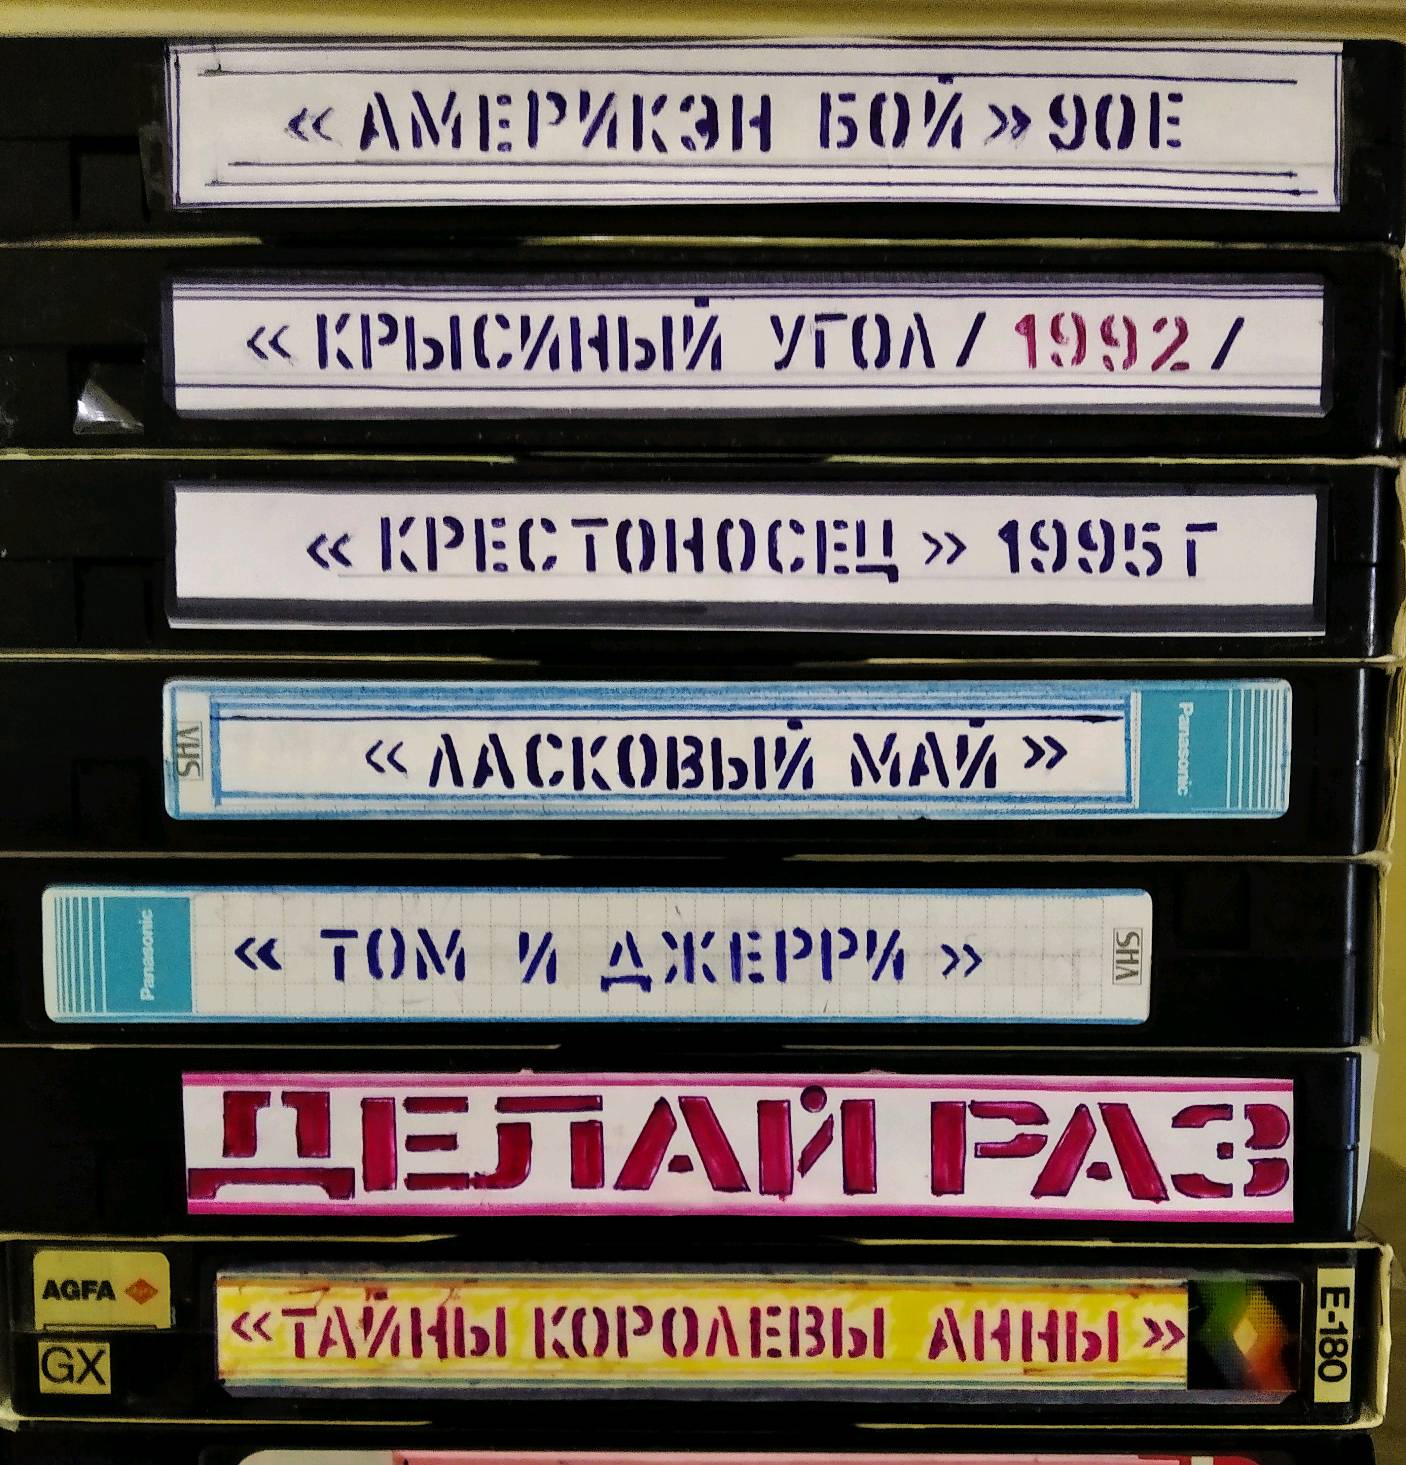 « АМЕРИКЭН БОЙ » 90Е
« КРЫСИНЫЙ УГОЛ / 1992 /
« КРЕСТОНОСЕЦ » 1995 Г
VHS « ЛАСКОВЫЙ МАЙ » Panasonic
Panasonic « ТОМ И ДЖЕРРИ » VHS
ДЕЛАЙ РАЗ
AGFA
GX
« ТАЙНЫ КОРОЛЕВЫ АННЫ »
E-180